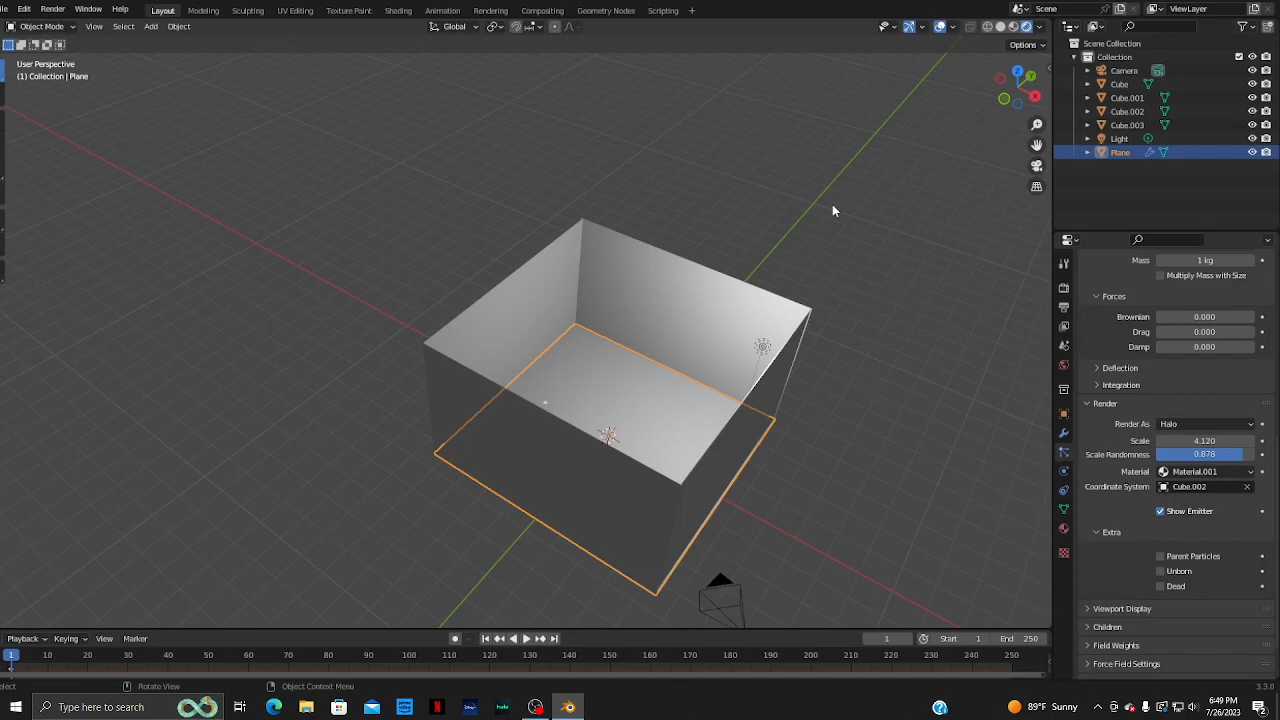 File Edit Render Window Help Layout Modeling Sculpting UV Editing Texture Paint Shading Animation Rendering Compositing Geometry Nodes Scripting + Scene ViewLayer
Object Mode View Select Add Object Global
Options
User Perspective
(1) Collection | Plane
Z
Y
X
Scene Collection
Collection
Camera
Cube
Cube.001
Cube.002
Cube.003
Light
Plane
Mass 1 kg
Multiply Mass with Size
Forces
Brownian 0.000
Drag 0.000
Damp 0.000
Deflection
Integration
Render
Render As Halo
Scale 4.120
Scale Randomness 0.878
Material Material.001
Coordinate System Cube.002
Show Emitter
Extra
Parent Particles
Unborn
Dead
Viewport Display
Children
Field Weights
Force Field Settings
Playback Keying View Marker 1 Start 1 End 250
1 10 20 30 40 50 60 70 80 90 100 110 120 130 140 150 160 170 180 190 200 210 220 230 240 250
elect Rotate View Object Context Menu 3.3.0
Type here to search hulu 89°F Sunny 6:49 PM
7/26/2023